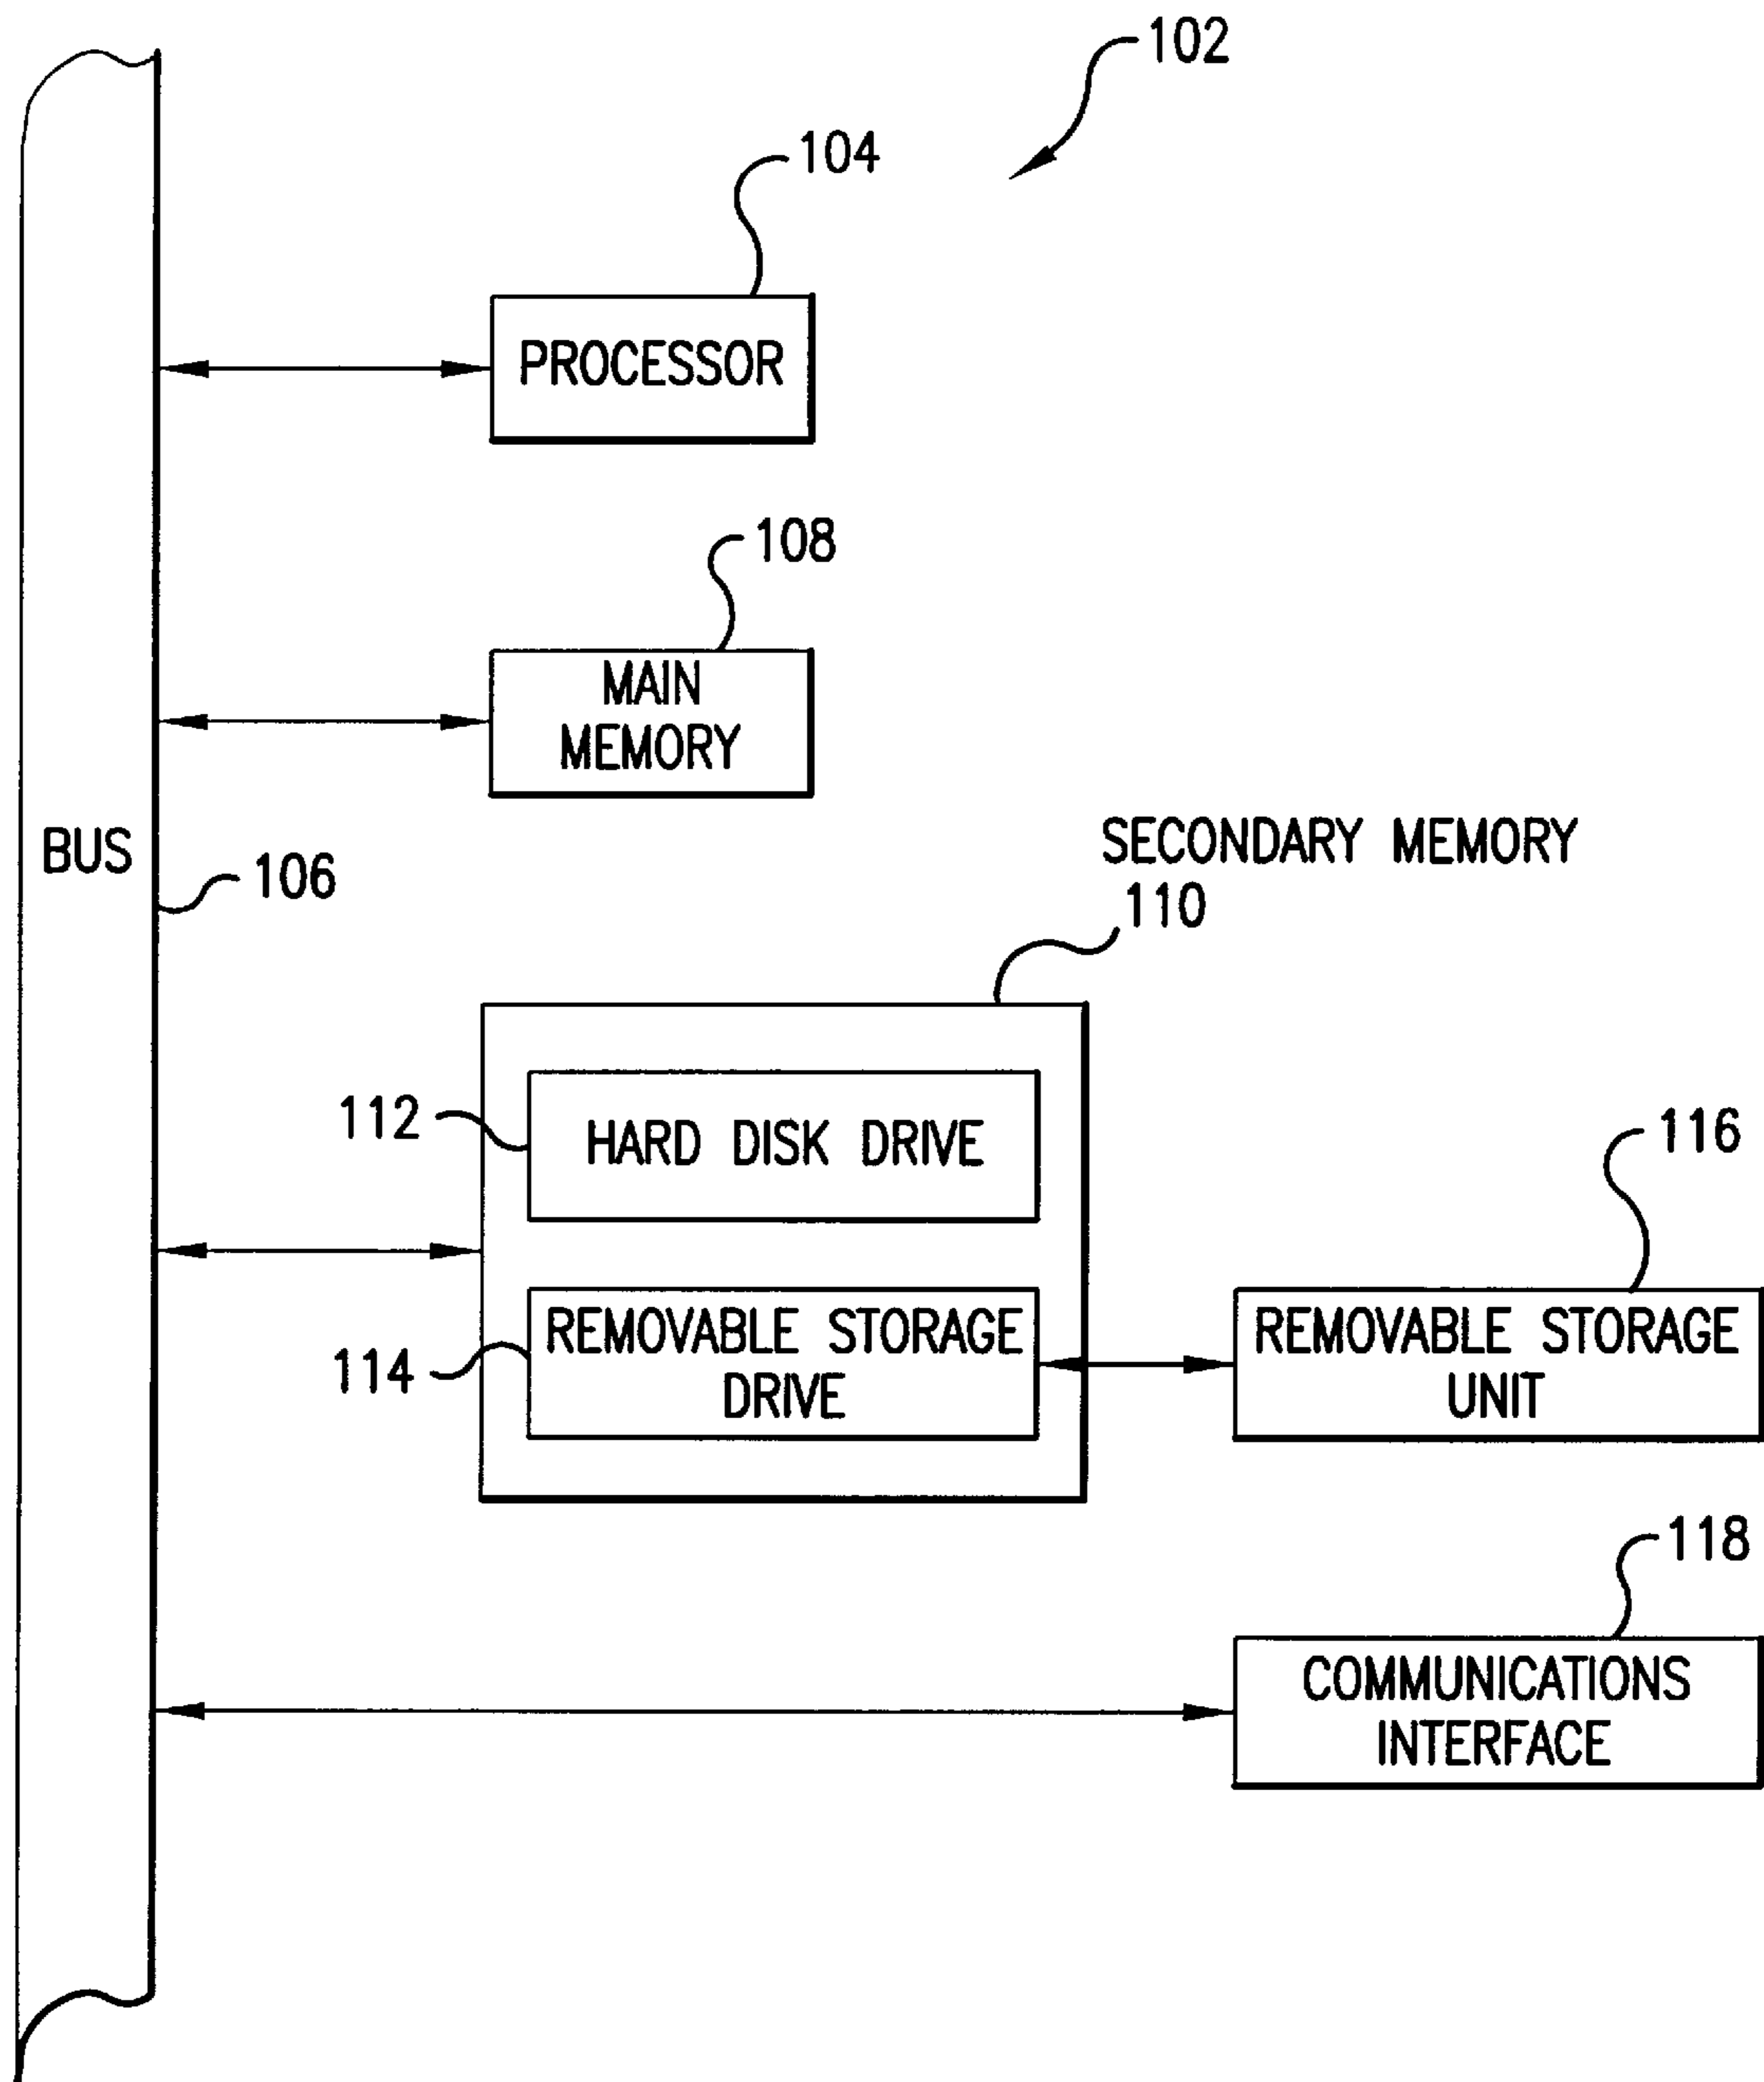 102
104
PROCESSOR
108
MAIN
MEMORY
BUS
106
SECONDARY MEMORY
110
112
HARD DISK DRIVE
116
114
REMOVABLE STORAGE
DRIVE
REMOVABLE STORAGE
UNIT
118
COMMUNICATIONS
INTERFACE